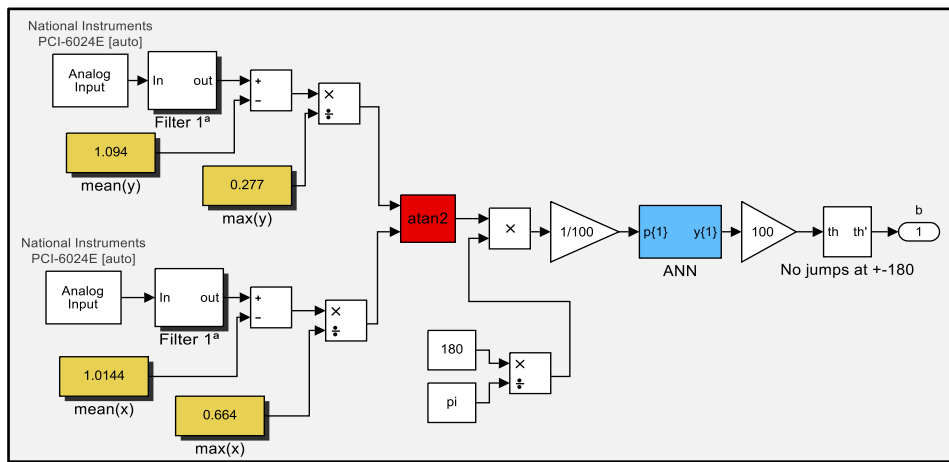 National Instruments
PCI-6024E [auto]
Analog
Input
In out
Filter 1ª
+
−
×
÷
1.094
mean(y)
0.277
max(y)
atan2
×
1/100
p{1} y{1}
ANN
100
th th'
No jumps at +-180
b
1
National Instruments
PCI-6024E [auto]
Analog
Input
In out
Filter 1ª
+
−
×
÷
1.0144
mean(x)
0.664
max(x)
180
pi
×
÷